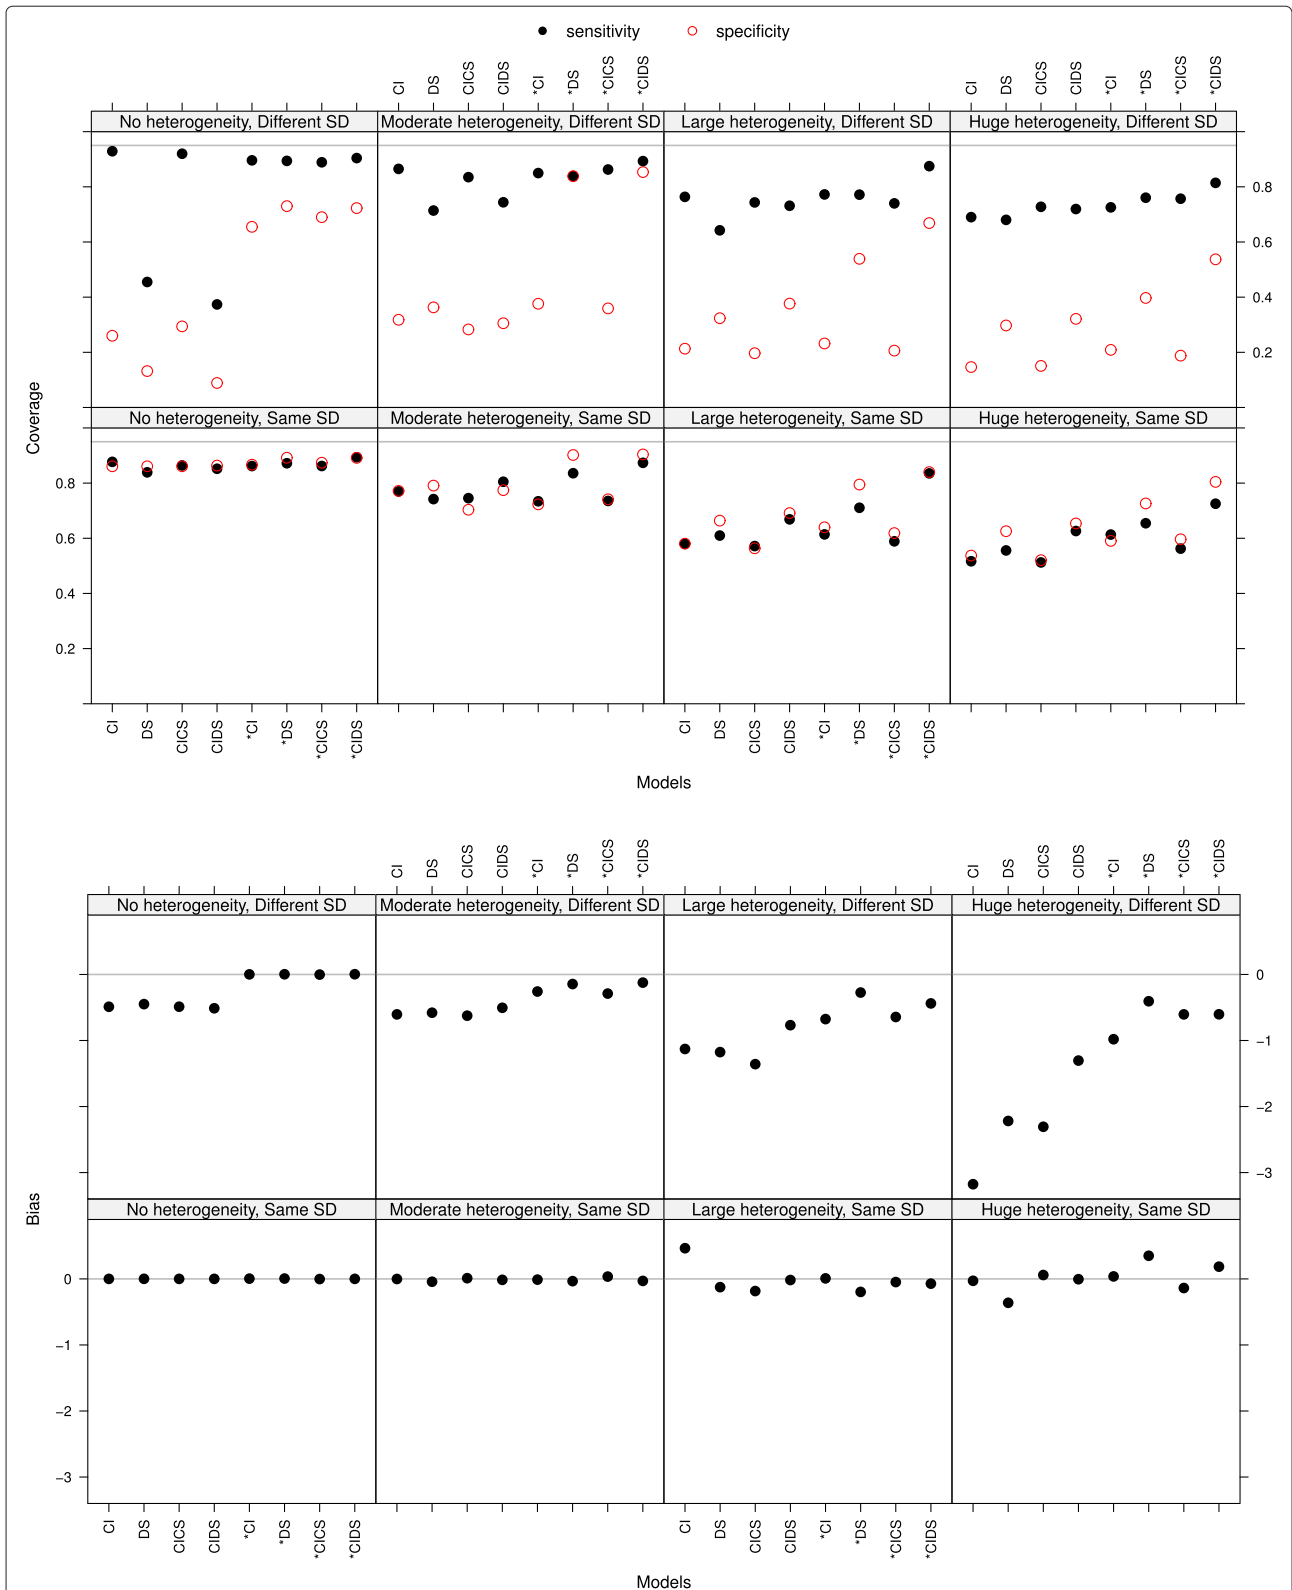 sensitivity specificity
CI DS CICS CIDS *CI *DS *CICS *CIDS CI DS CICS CIDS *CI *DS *CICS *CIDS
No heterogeneity, Different SD Moderate heterogeneity, Different SD Large heterogeneity, Different SD Huge heterogeneity, Different SD
0.8
0.6
0.4
0.2
Coverage
No heterogeneity, Same SD Moderate heterogeneity, Same SD Large heterogeneity, Same SD Huge heterogeneity, Same SD
0.8
0.6
0.4
0.2
CI DS CICS CIDS *CI *DS *CICS *CIDS CI DS CICS CIDS *CI *DS *CICS *CIDS
Models
CI DS CICS CIDS *CI *DS *CICS *CIDS CI DS CICS CIDS *CI *DS *CICS *CIDS
No heterogeneity, Different SD Moderate heterogeneity, Different SD Large heterogeneity, Different SD Huge heterogeneity, Different SD
0
−1
−2
−3
Bias
No heterogeneity, Same SD Moderate heterogeneity, Same SD Large heterogeneity, Same SD Huge heterogeneity, Same SD
0
−1
−2
−3
CI DS CICS CIDS *CI *DS *CICS *CIDS CI DS CICS CIDS *CI *DS *CICS *CIDS
Models